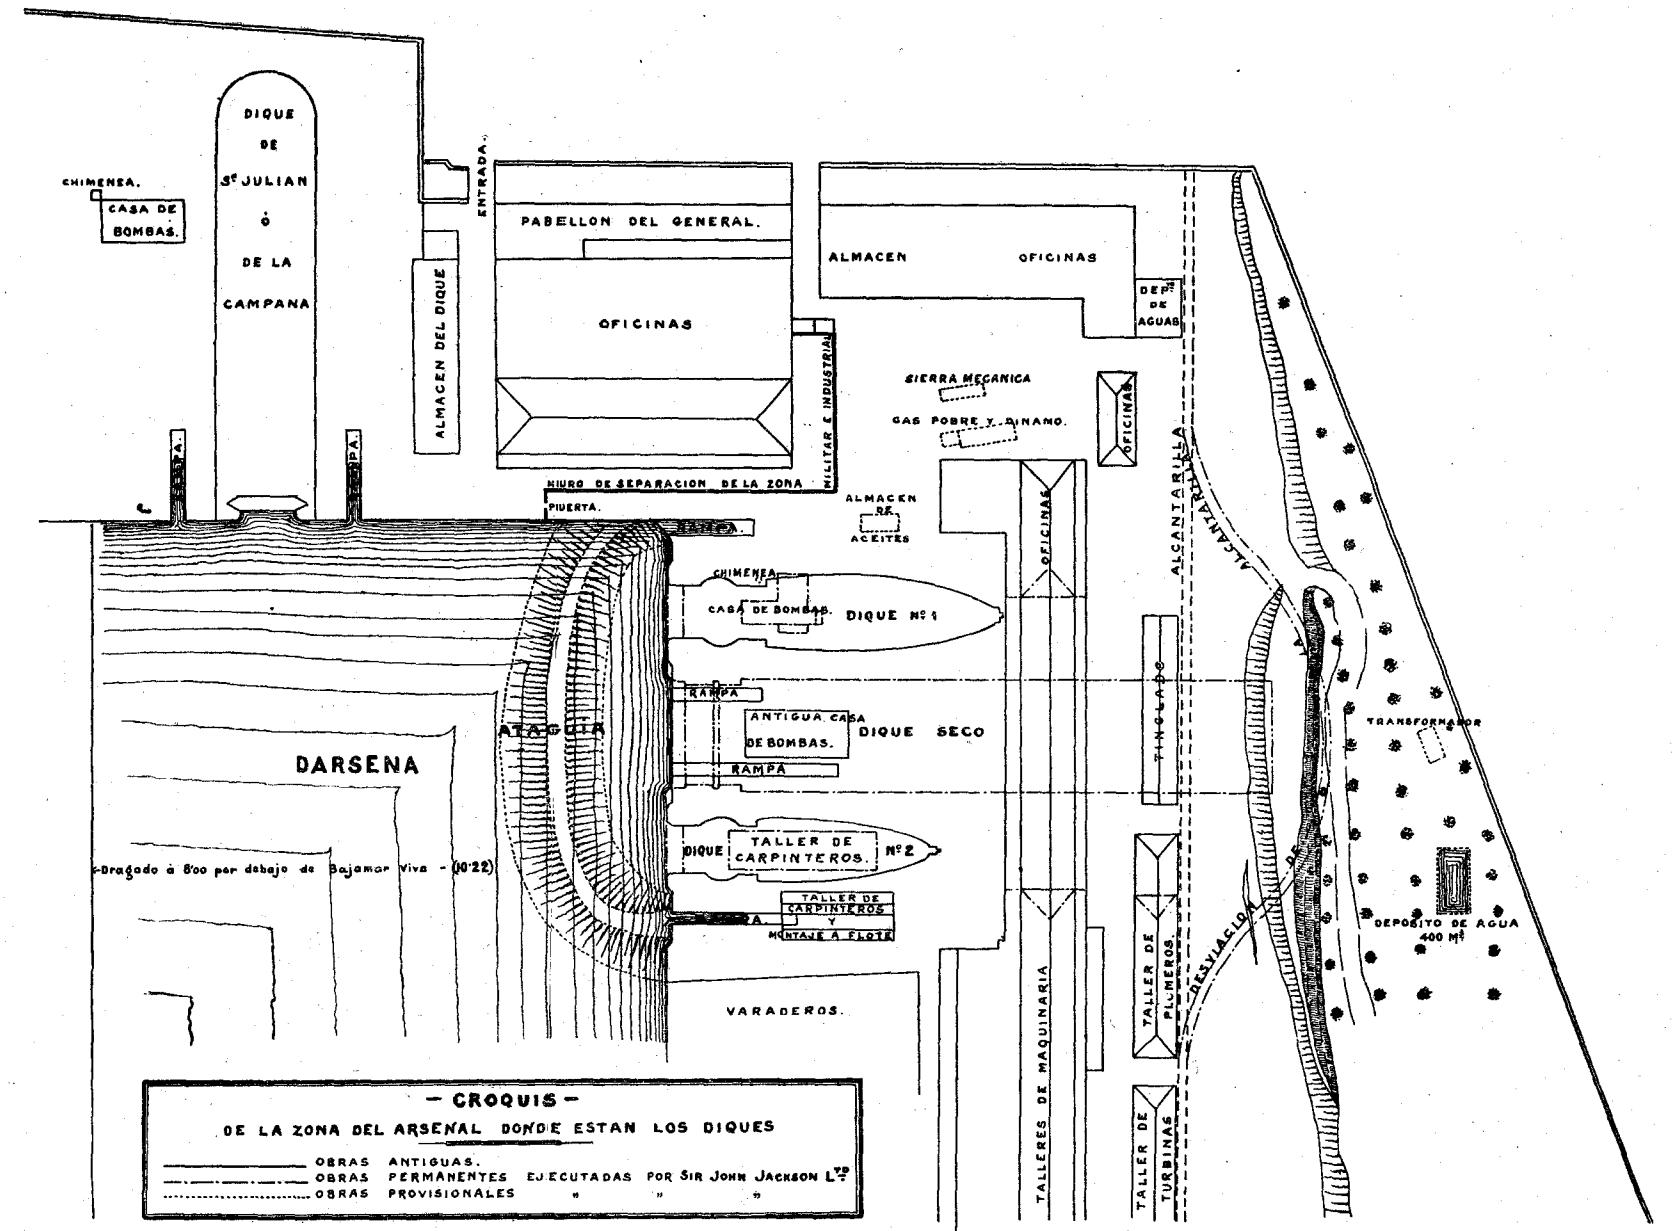 DIQUE
DE
Sn JULIAN
ó
DE LA
CAMPANA
CHIMENEA.
CASA DE
BOMBAS.
ENTRADA.
PABELLON DEL GENERAL.
ALMACEN DEL DIQUE
OFICINAS
ALMACEN OFICINAS
DEPto
DE
AGUAS
MILITAR E INDUSTRIAL
SIERRA MECANICA
GAS POBRE Y DINAMO.
OFICINAS
RAMPA.
RAMPA.
MURO DE SEPARACION DE LA ZONA
PUERTA.
RAMPA.
ALMACEN
DE
ACEITES
OFICINAS
ALCANTARILLA
ALCANTARILLA
CHIMENEA
CASA DE BOMBAS.
DIQUE Nº 1
RAMPA
ANTIGUA CASA
DE BOMBAS.
DIQUE SECO
RAMPA
TINGLADO
ATAGUIA
DARSENA
TRANSFORMADOR
DIQUE
TALLER DE
CARPINTEROS.
Nº 2
Dragado à 8'00 por debajo de Bajamar Viva - (10'22)
TALLER DE
CARPINTEROS
Y
MONTAJE A FLOTE
DESVIACION DE LA
DEPOSITO DE AGUA
400 M3
VARADEROS.
TALLER DE
PLUMEROS.
TALLERES DE MAQUINARIA
TALLER DE
TURBINAS
- CROQUIS -
DE LA ZONA DEL ARSENAL DONDE ESTAN LOS DIQUES
OBRAS ANTIGUAS.
OBRAS PERMANENTES EJECUTADAS POR SIR JOHN JACKSON LTD
OBRAS PROVISIONALES " " "